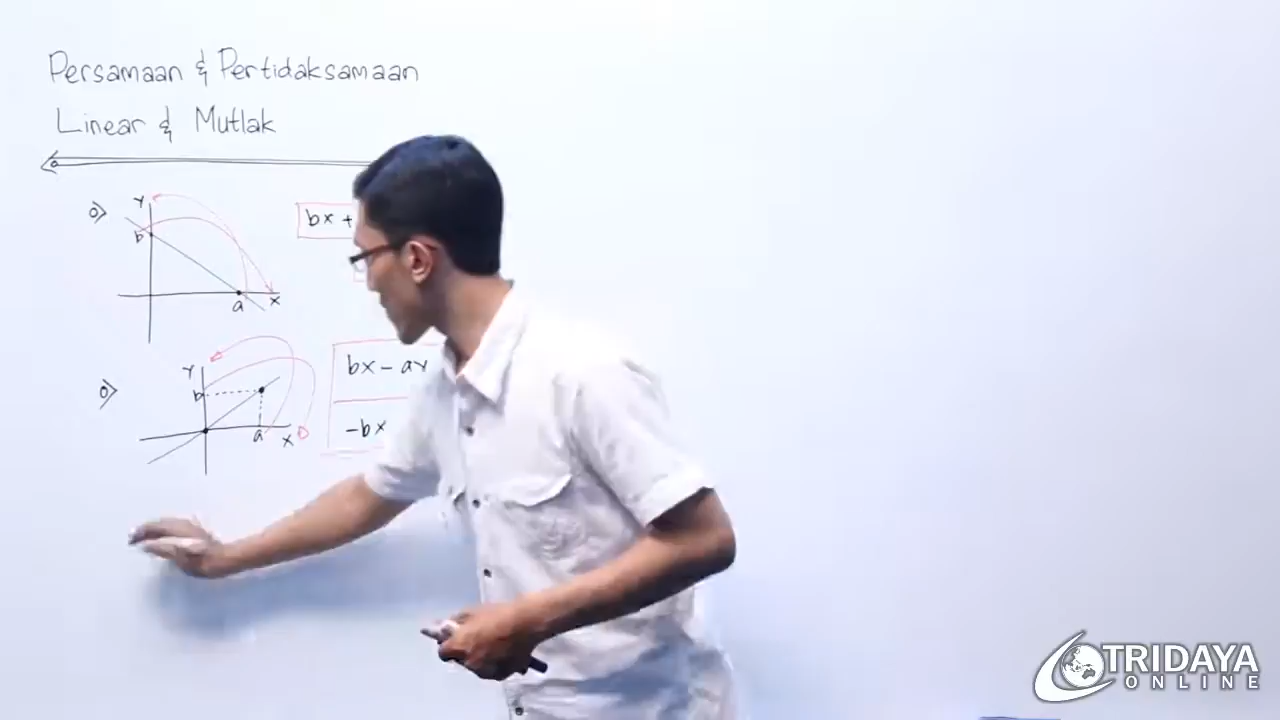 Persamaan & Pertidaksamaan
Linear & Mutlak
Y
b
a
X
bx +
Y
b
a
X
bx - ay
-bx
TRIDAYA
ONLINE